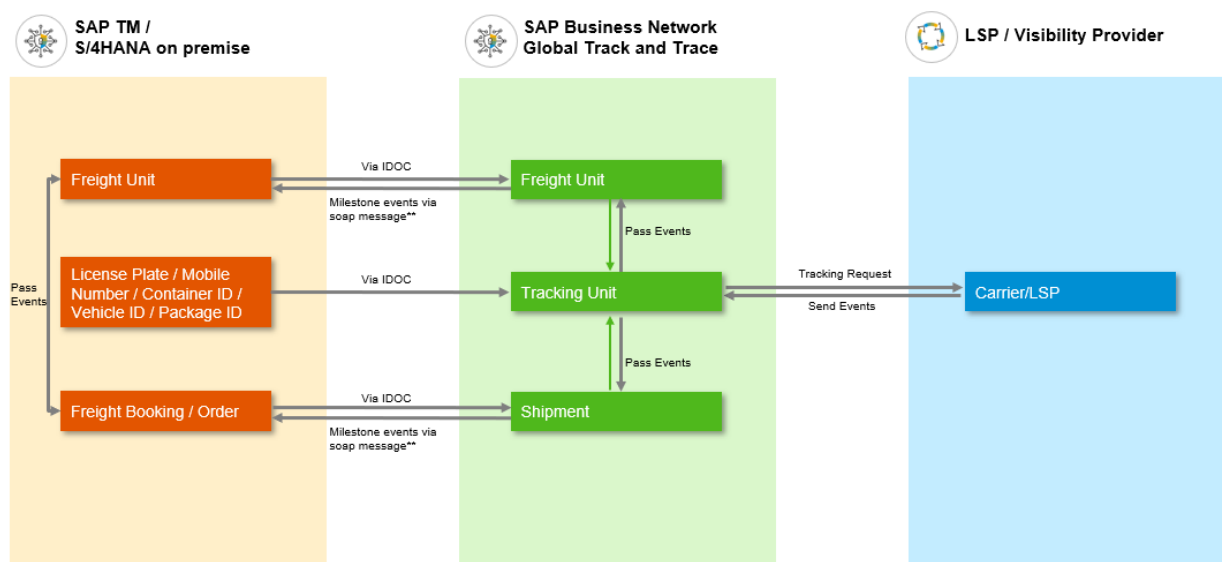 SAP TM /
S/4HANA on premise
SAP Business Network
Global Track and Trace
LSP / Visibility Provider
Freight Unit
Via IDOC
Milestone events via
soap message**
Freight Unit
Pass Events
Pass
Events
License Plate / Mobile
Number / Container ID /
Vehicle ID / Package ID
Via IDOC
Tracking Unit
Tracking Request
Send Events
Carrier/LSP
Pass Events
Freight Booking / Order
Via IDOC
Milestone events via
soap message**
Shipment